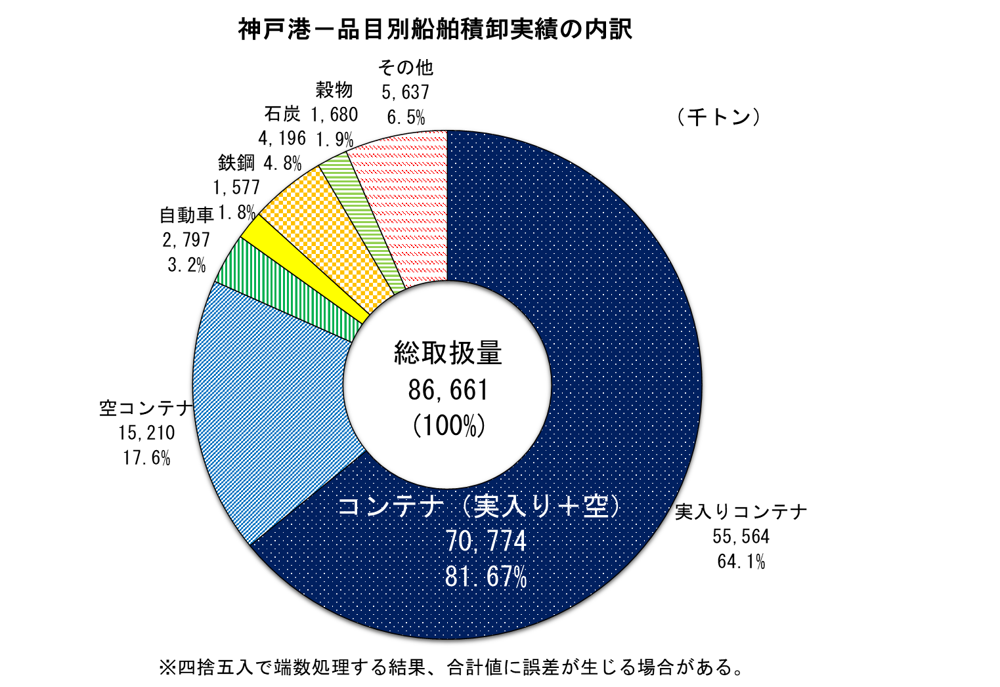 神戸港－品目別船舶積卸実績の内訳
（千トン）
その他
5,637
6.5%
穀物
1,680
1.9%
石炭
4,196
4.8%
鉄鋼
1,577
1.8%
自動車
2,797
3.2%
空コンテナ
15,210
17.6%
総取扱量
86,661
(100%)
コンテナ（実入り＋空）
70,774
81.67%
実入りコンテナ
55,564
64.1%
※四捨五入で端数処理する結果、合計値に誤差が生じる場合がある。